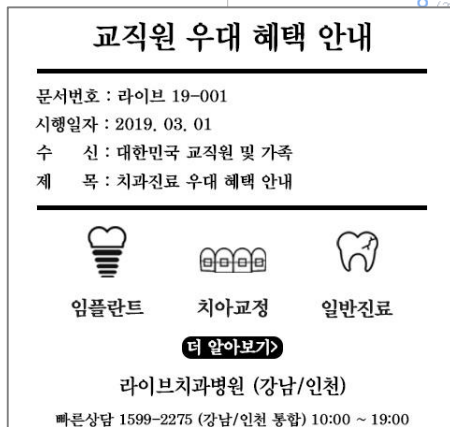 교직원 우대 혜택 안내
문서번호 : 라이브 19-001
시행일자 : 2019. 03. 01
수 신 : 대한민국 교직원 및 가족
제 목 : 치과진료 우대 혜택 안내
임플란트 치아교정 일반진료
더 알아보기>
라이브치과병원 (강남/인천)
빠른상담 1599-2275 (강남/인천 통합) 10:00 ~ 19:00